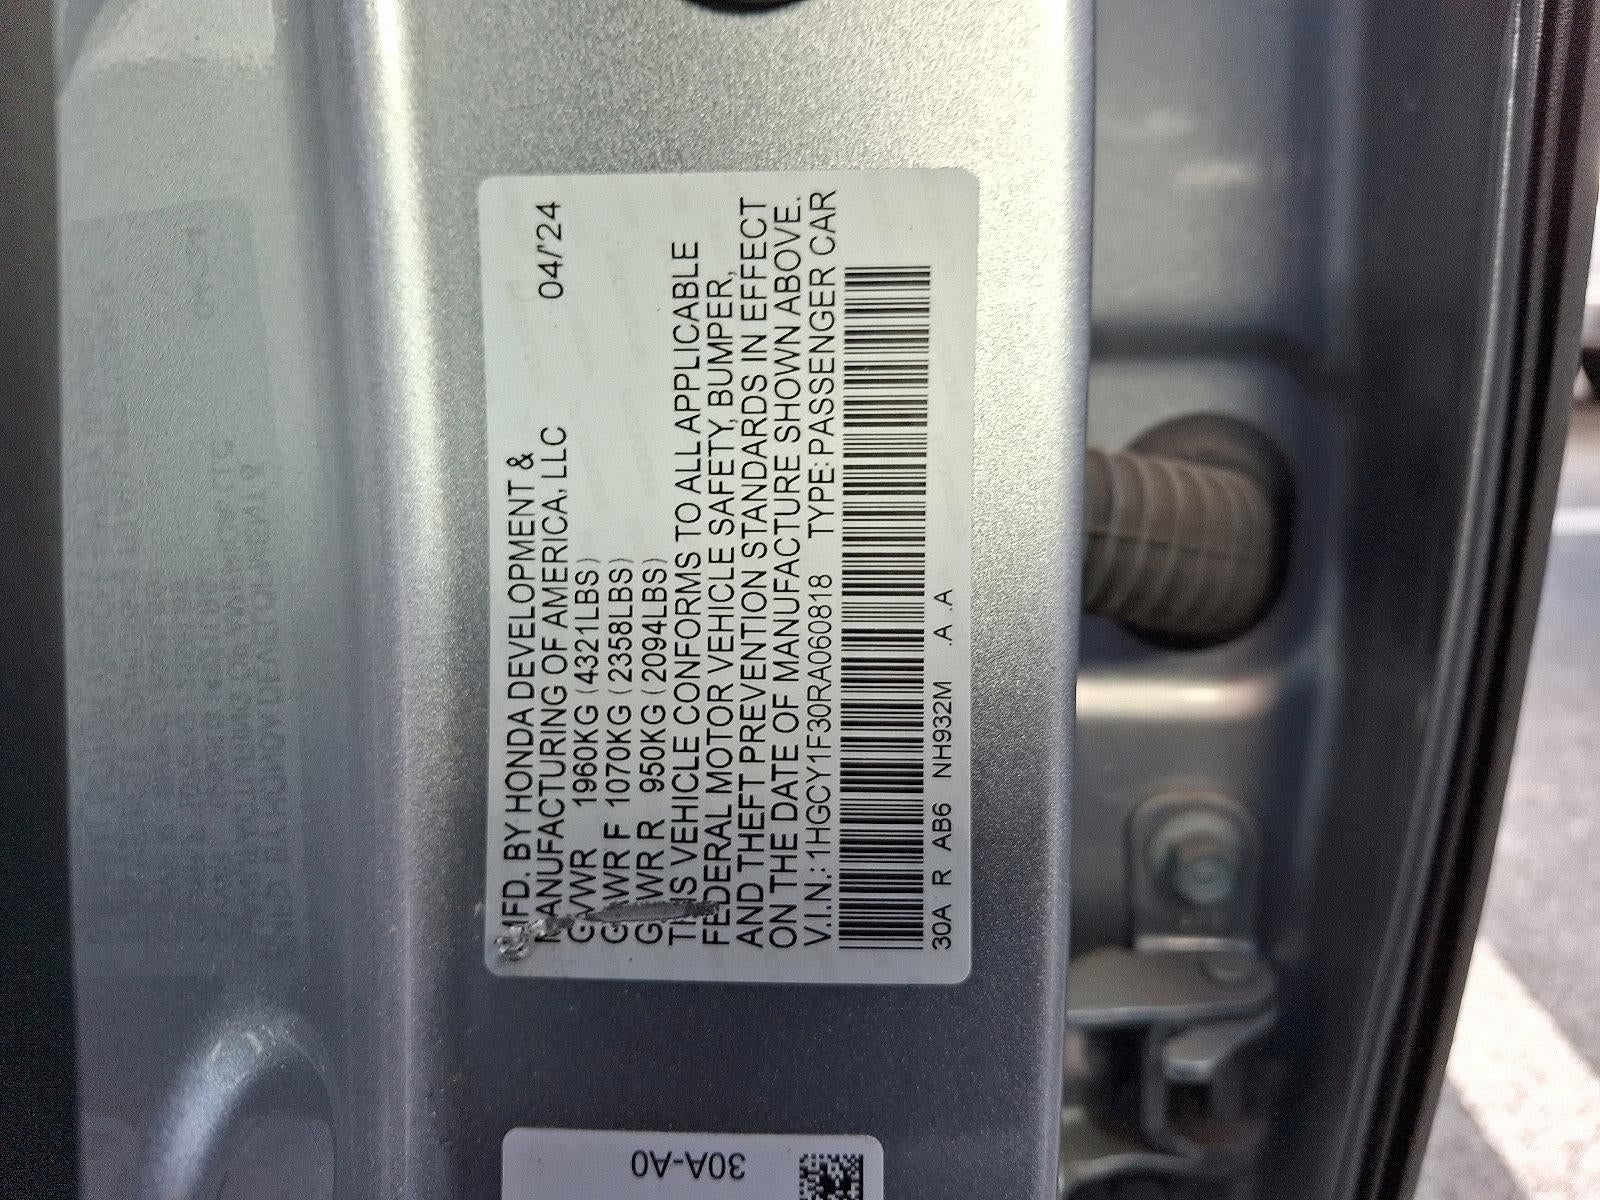 MFD. BY HONDA DEVELOPMENT &
MANUFACTURING OF AMERICA, LLC 04/'24
GVWR 1960KG (4321LBS)
GAWR F 1070KG (2358LBS)
GAWR R 950KG (2094LBS)
THIS VEHICLE CONFORMS TO ALL APPLICABLE
FEDERAL MOTOR VEHICLE SAFETY, BUMPER,
AND THEFT PREVENTION STANDARDS IN EFFECT
ON THE DATE OF MANUFACTURE SHOWN ABOVE.
V.I.N.: 1HGCY1F30RA060818 TYPE: PASSENGER CAR
30A R AB6 NH932M .A .A
30A-A0